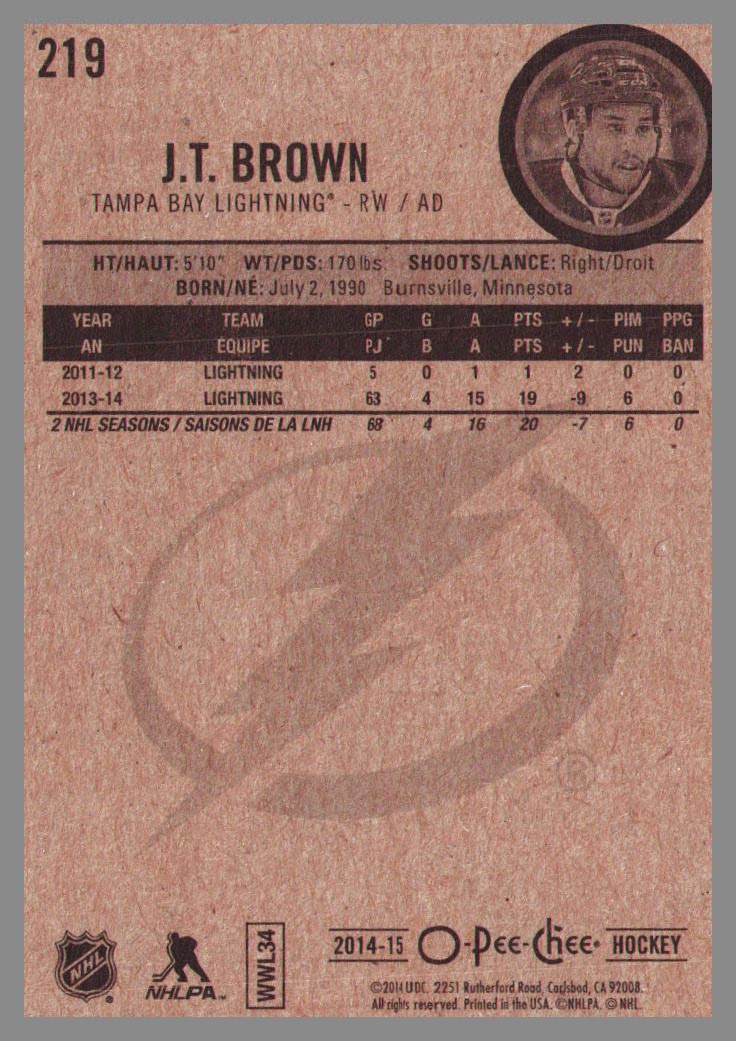 219
J.T. BROWN
TAMPA BAY LIGHTNING® - RW / AD
HT/HAUT: 5'10" WT/PDS: 170 lbs. SHOOTS/LANCE: Right/Droit
BORN/NÉ: July 2, 1990 Burnsville, Minnesota
YEAR TEAM GP G A PTS +/- PIM PPG
AN ÉQUIPE PJ B A PTS +/- PUN BAN
2011-12 LIGHTNING 5 0 1 1 2 0 0
2013-14 LIGHTNING 63 4 15 19 -9 6 0
2 NHL SEASONS / SAISONS DE LA LNH 68 4 16 20 -7 6 0
®
NHL ®
NHLPA™
WWL34
2014-15 O-Pee-Chee® HOCKEY
©2014 UDC. 2251 Rutherford Road, Carlsbad, CA 92008.
All rights reserved. Printed in the USA. ©NHLPA. © NHL.